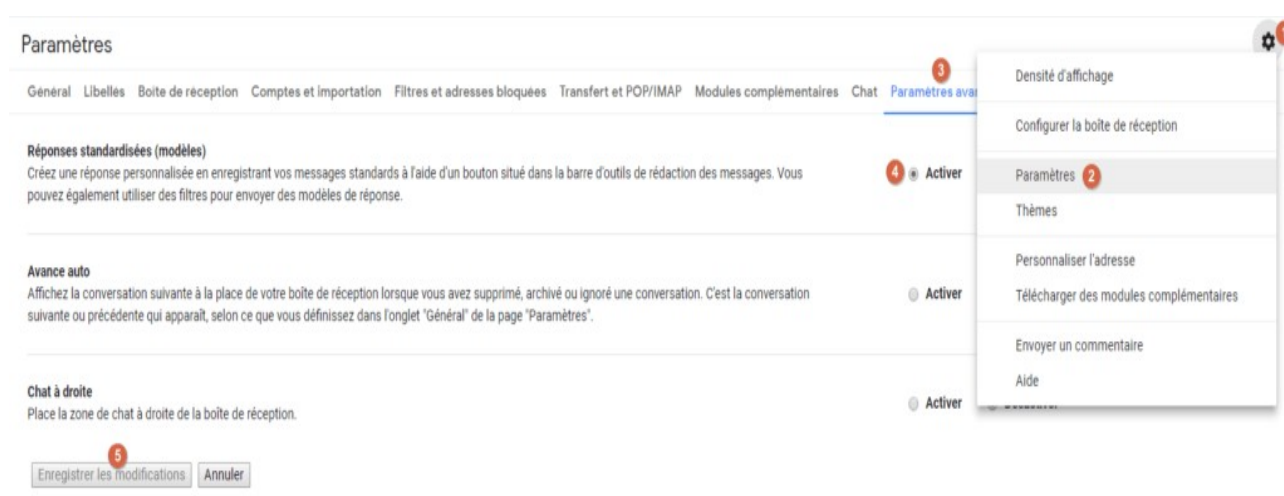 Paramètres
1
Général Libellés Boîte de réception Comptes et importation Filtres et adresses bloquées Transfert et POP/IMAP Modules complémentaires Chat Paramètres
3
Densité d'affichage
Configurer la boîte de réception
Paramètres 2
Thèmes
Personnaliser l'adresse
Télécharger des modules complémentaires
Envoyer un commentaire
Aide
Réponses standardisées (modèles)
Créez une réponse personnalisée en enregistrant vos messages standards à l'aide d'un bouton situé dans la barre d'outils de rédaction des messages. Vous
pouvez également utiliser des filtres pour envoyer des modèles de réponse.
4 Activer
Avance auto
Affichez la conversation suivante à la place de votre boîte de réception lorsque vous avez supprimé, archivé ou ignoré une conversation. C'est la conversation
suivante ou précédente qui apparaît, selon ce que vous définissez dans l'onglet "Général" de la page "Paramètres".
Activer
Chat à droite
Place la zone de chat à droite de la boîte de réception.
Activer
5
Enregistrer les modifications Annuler